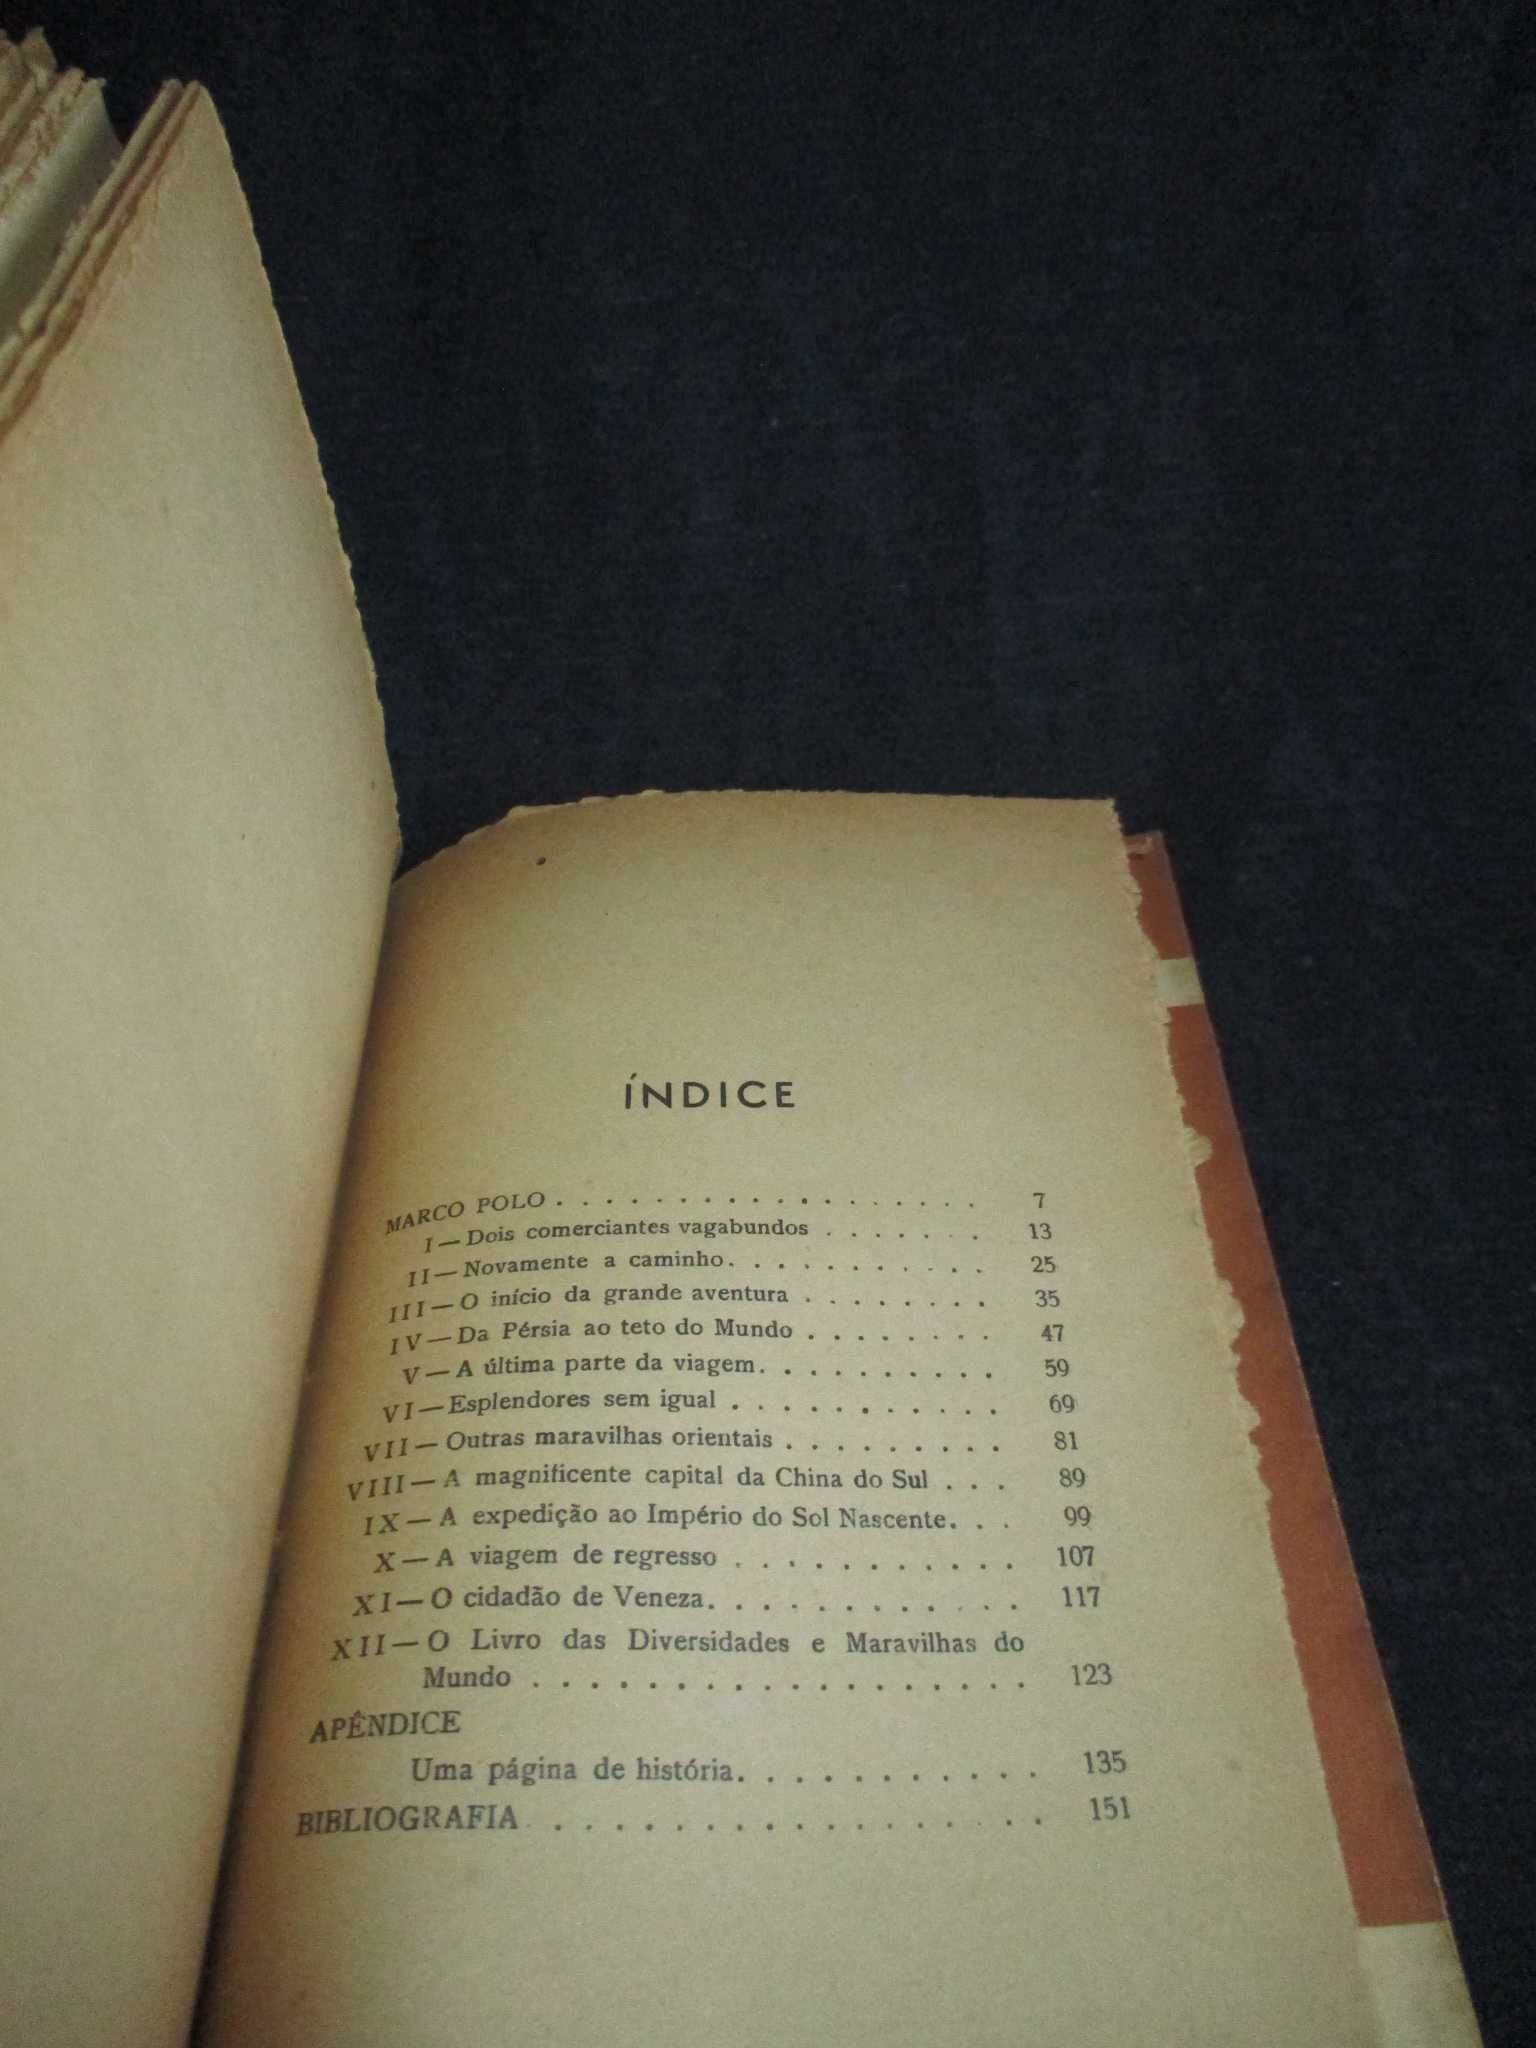 ÍNDICE
MARCO POLO . . . . . . . . . . . . . . . . . . 7
I — Dois comerciantes vagabundos . . . . . . . 13
II — Novamente a caminho. . . . . . . . . . . 25
III — O início da grande aventura . . . . . . . . 35
IV — Da Pérsia ao teto do Mundo . . . . . . . . 47
V — A última parte da viagem. . . . . . . . . . 59
VI — Esplendores sem igual . . . . . . . . . . . 69
VII — Outras maravilhas orientais . . . . . . . . . 81
VIII — A magnificente capital da China do Sul . . . 89
IX — A expedição ao Império do Sol Nascente. . . 99
X — A viagem de regresso . . . . . . . . . . . 107
XI — O cidadão de Veneza. . . . . . . . . . . . 117
XII — O Livro das Diversidades e Maravilhas do
Mundo . . . . . . . . . . . . . . . . . . 123
APÊNDICE
Uma página de história. . . . . . . . . . . 135
BIBLIOGRAFIA . . . . . . . . . . . . . . . . . . 151